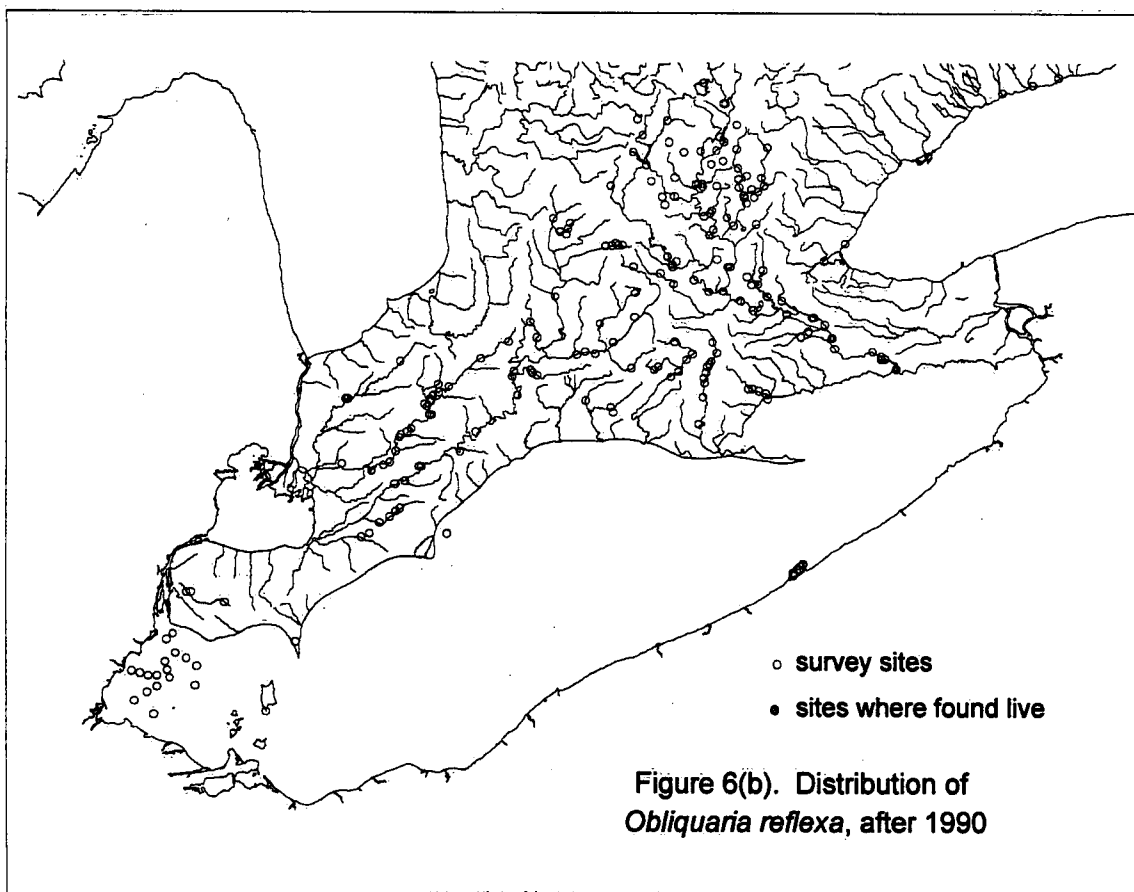 survey sites
sites where found live
Figure 6(b). Distribution of
Obliquaria reflexa, after 1990